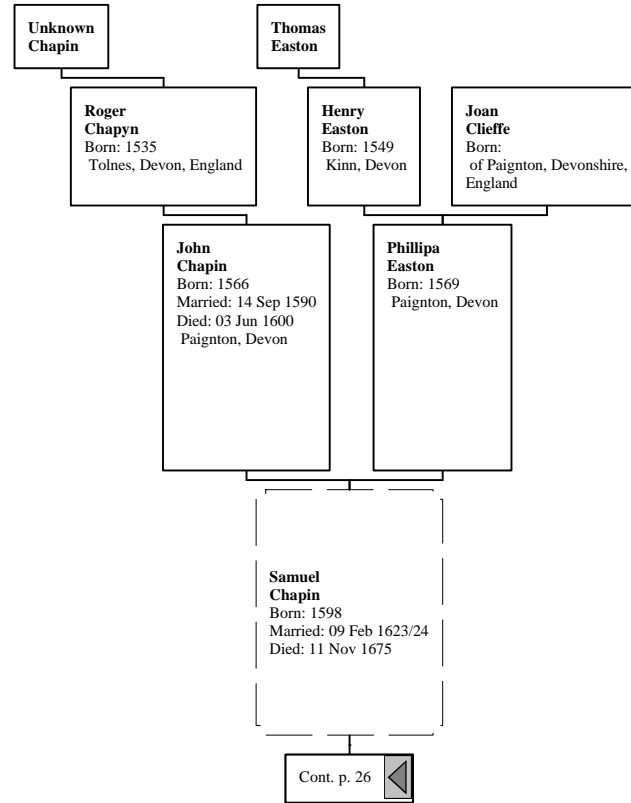 Unknown
Chapin
Thomas
Easton
Roger
Chapyn
Born: 1535
Tolnes, Devon, England
Henry
Easton
Born: 1549
Kinn, Devon
Joan
Clieffe
Born:
of Paignton, Devonshire,
England
John
Chapin
Born: 1566
Married: 14 Sep 1590
Died: 03 Jun 1600
Paignton, Devon
Phillipa
Easton
Born: 1569
Paignton, Devon
Samuel
Chapin
Born: 1598
Married: 09 Feb 1623/24
Died: 11 Nov 1675
Cont. p. 26